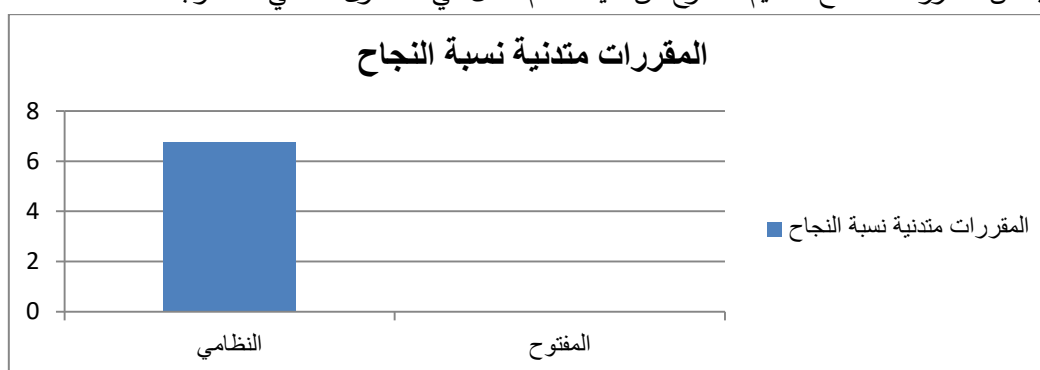 المقررات متدنية نسبة النجاح
8
6
4
2
0
النظامي
المفتوح
المقررات متدنية نسبة النجاح